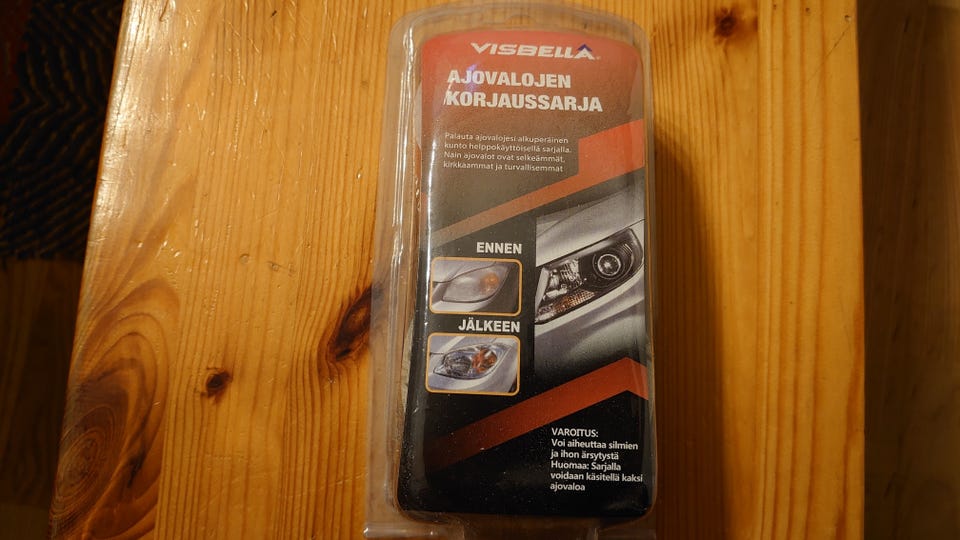 VISBELLA
AJOVALOJEN
KORJAUSSARJA
Palauta ajovalojesi alkuperäinen
kunto helppokäyttöisellä sarjalla.
Näin ajovalot ovat selkeämmät,
kirkkaammat ja turvallisemmat
ENNEN
JÄLKEEN
VAROITUS:
Voi aiheuttaa silmien
ja ihon ärsytystä
Huomaa: Sarjalla
voidaan käsitellä kaksi
ajovaloa